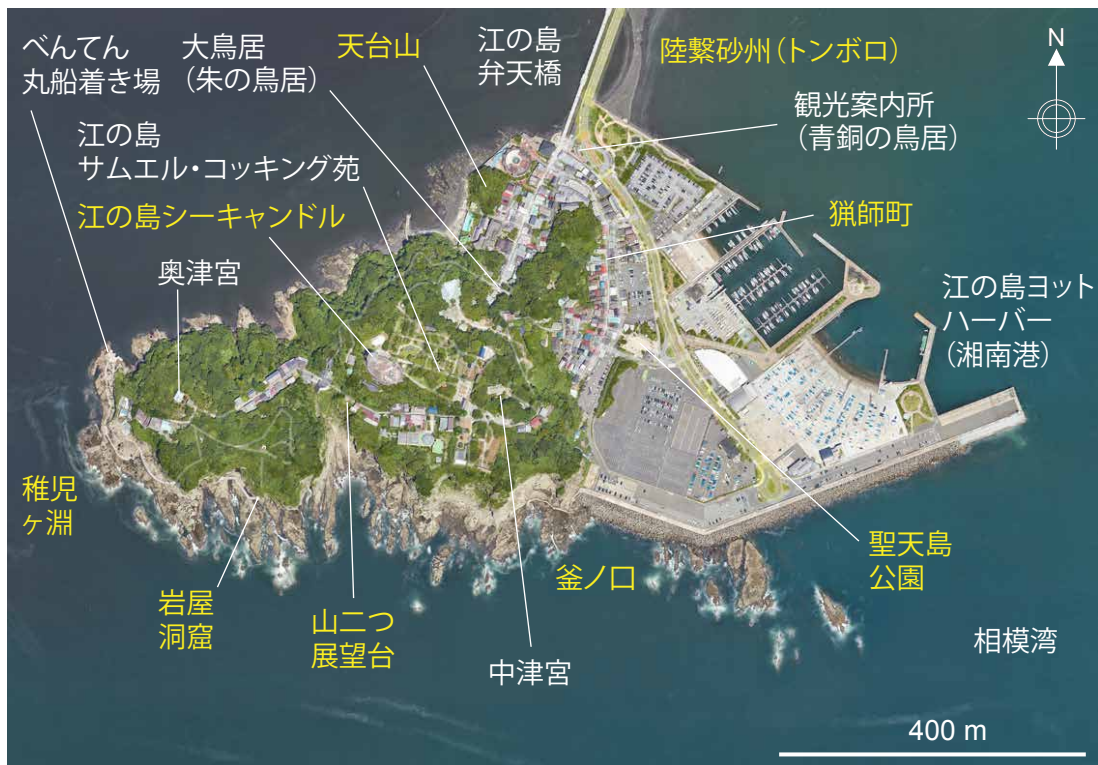 べんてん
丸船着き場
大鳥居
（朱の鳥居）
天台山
江の島
弁天橋
陸繋砂州（トンボロ）
N
観光案内所
（青銅の鳥居）
江の島
サムエル・コッキング苑
江の島シーキャンドル
猟師町
奥津宮
江の島ヨット
ハーバー
（湘南港）
稚児
ヶ淵
岩屋
洞窟
山二つ
展望台
釜ノ口
聖天島
公園
中津宮
相模湾
400 m